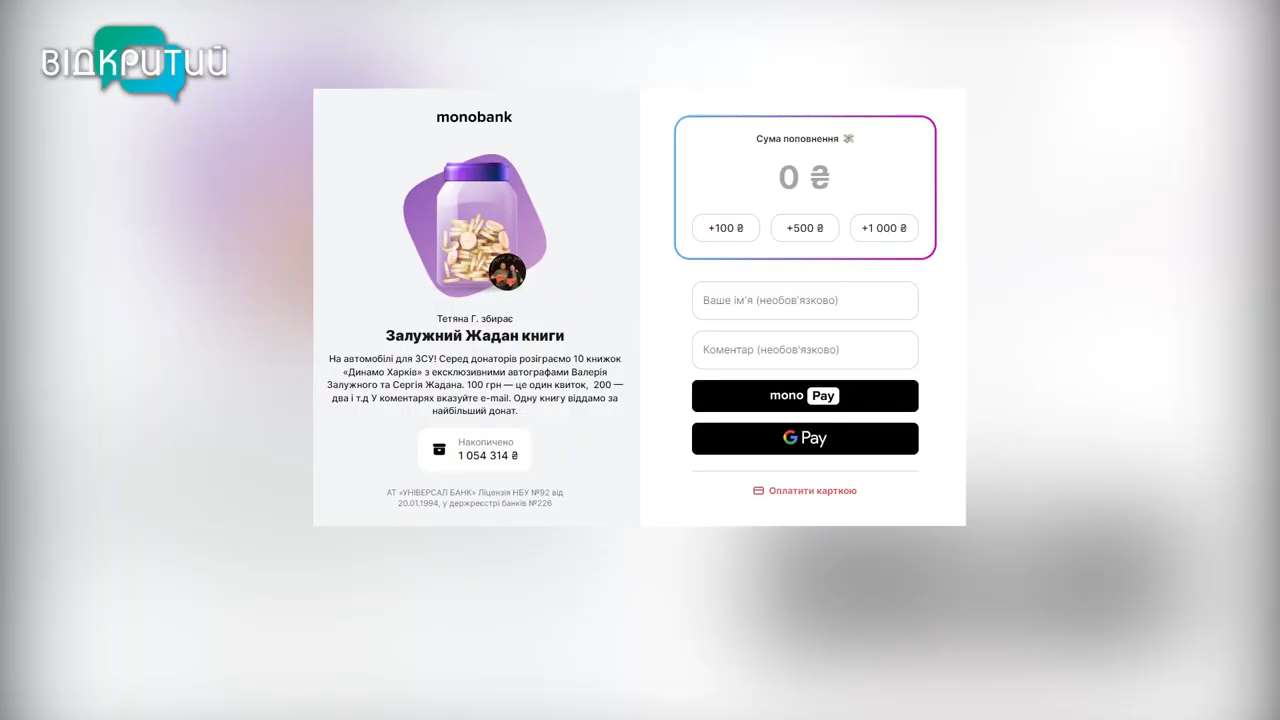 ВІДКРИТИЙ
monobank
Тетяна Г. збирає
Залужний Жадан книги
На автомобілі для ЗСУ! Серед донаторів розіграємо 10 книжок
«Динамо Харків» з ексклюзивними автографами Валерія
Залужного та Сергія Жадана. 100 грн — це один квиток, 200 —
два і т.д У коментарях вказуйте e-mail. Одну книгу віддамо за
найбільший донат.
Накопичено
1 054 314 ₴
АТ «УНІВЕРСАЛ БАНК» Ліцензія НБУ №92 від
20.01.1994, у держреєстрі банків №226
Сума поповнення 💸
0 ₴
+100 ₴
+500 ₴
+1 000 ₴
Ваше ім'я (необов'язково)
Коментар (необов'язково)
mono Pay
G Pay
Оплатити карткою